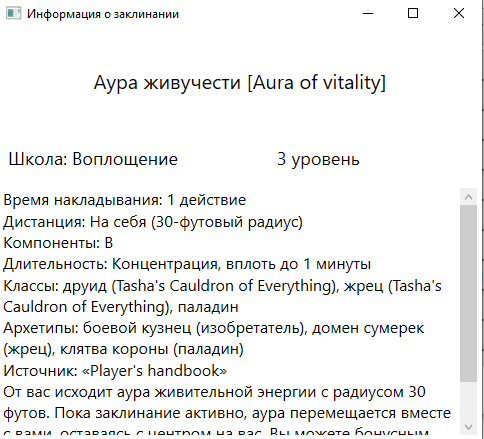 Информация о заклинании
Аура живучести [Aura of vitality]
Школа: Воплощение 3 уровень
Время накладывания: 1 действие
Дистанция: На себя (30-футовый радиус)
Компоненты: В
Длительность: Концентрация, вплоть до 1 минуты
Классы: друид (Tasha's Cauldron of Everything), жрец (Tasha's
Cauldron of Everything), паладин
Архетипы: боевой кузнец (изобретатель), домен сумерек
(жрец), клятва короны (паладин)
Источник: «Player's handbook»
От вас исходит аура живительной энергии с радиусом 30
футов. Пока заклинание активно, аура перемещается вместе
с вами, оставаясь с центром на вас. Вы можете бонусным